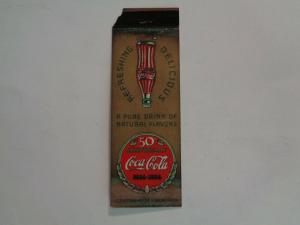 REFRESHING
DELICIOUS
A PURE DRINK OF
NATURAL FLAVORS
50
Coca-Cola
1886-1936